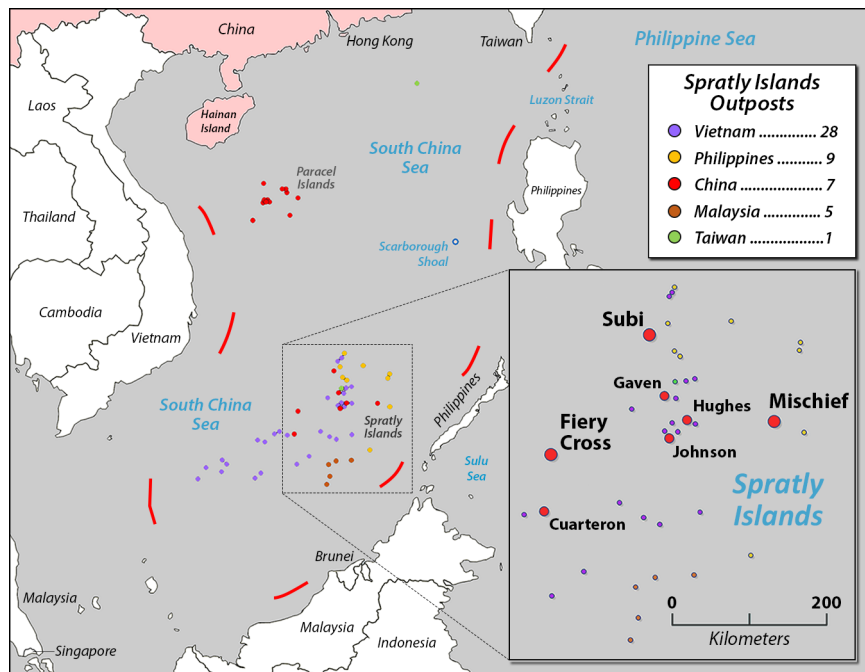 China
Hong Kong
Taiwan
Philippine Sea
Laos
Hainan
Island
Luzon Strait
South China
Sea
Paracel
Islands
Philippines
Thailand
Scarborough
Shoal
Cambodia
Vietnam
South China
Sea
Spratly
Islands
Philippines
Sulu
Sea
Brunei
Malaysia
Malaysia
Indonesia
Singapore
Spratly Islands
Outposts
Vietnam .............. 28
Philippines ........... 9
China .................... 7
Malaysia ............... 5
Taiwan ...................1
Subi
Gaven
Hughes
Mischief
Fiery
Cross
Johnson
Spratly
Islands
Cuarteron
0 200
Kilometers